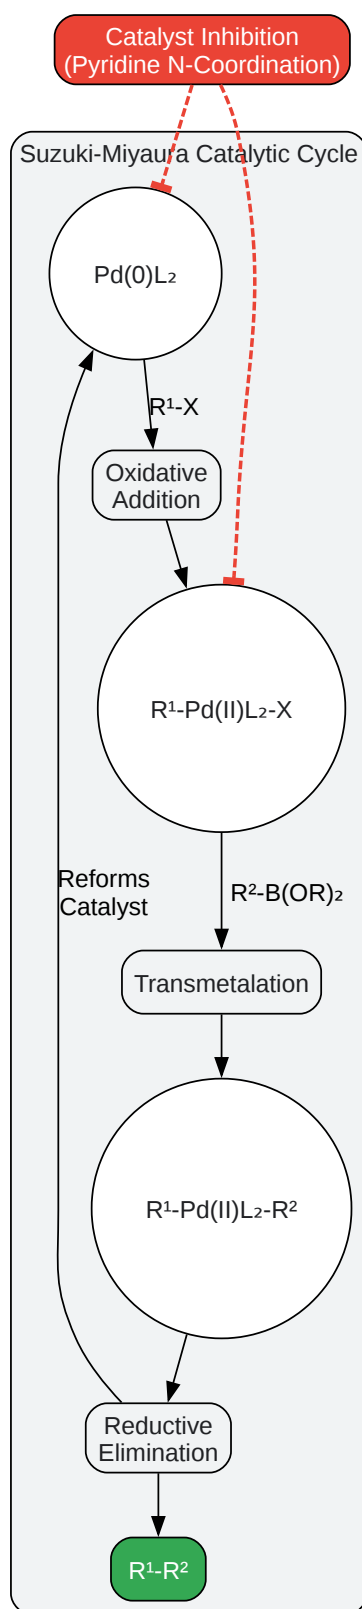 Catalyst Inhibition
(Pyridine N-Coordination)
Suzuki-Miyaura Catalytic Cycle
Pd(0)L₂
R¹-X
Oxidative
Addition
R¹-Pd(II)L₂-X
Reforms
Catalyst
R²-B(OR)₂
Transmetalation
R¹-Pd(II)L₂-R²
Reductive
Elimination
R¹-R²